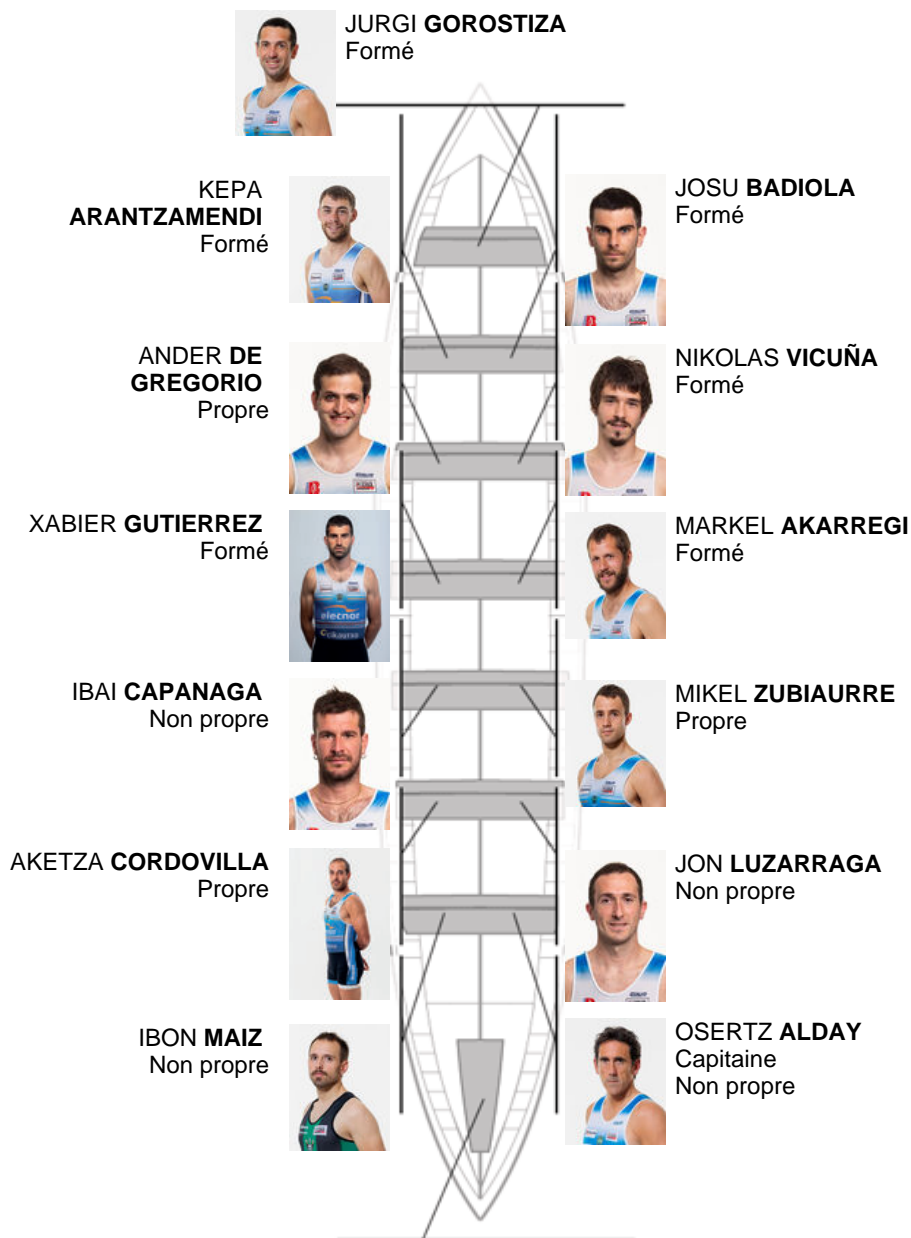 JURGI GOROSTIZA
Formé
KEPA
ARANTZAMENDI
Formé
JOSU BADIOLA
Formé
ANDER DE
GREGORIO
Propre
NIKOLAS VICUÑA
Formé
XABIER GUTIERREZ
Formé
elecnor
cikautxo
MARKEL AKARREGI
Formé
IBAI CAPANAGA
Non propre
MIKEL ZUBIAURRE
Propre
AKETZA CORDOVILLA
Propre
JON LUZARRAGA
Non propre
IBON MAIZ
Non propre
OSERTZ ALDAY
Capitaine
Non propre